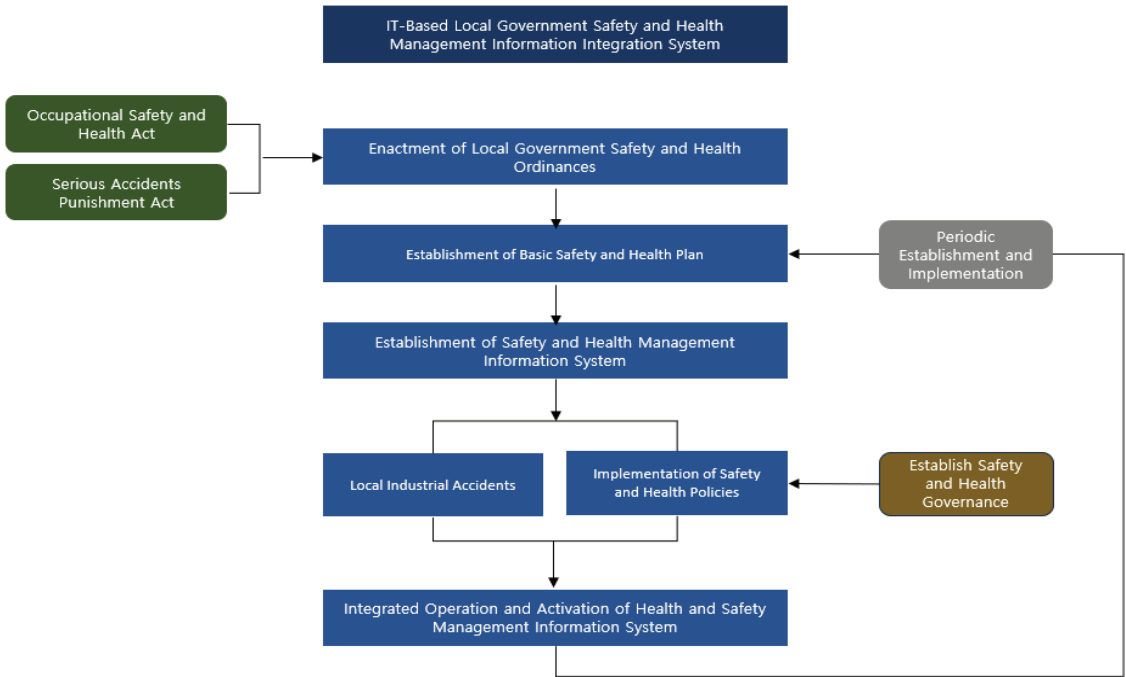 IT-Based Local Government Safety and Health
Management Information Integration System
Occupational Safety and
Health Act
Serious Accidents
Punishment Act
Enactment of Local Government Safety and Health
Ordinances
Establishment of Basic Safety and Health Plan
Periodic
Establishment and
Implementation
Establishment of Safety and Health Management
Information System
Local Industrial Accidents
Implementation of Safety
and Health Policies
Establish Safety
and Health
Governance
Integrated Operation and Activation of Health and Safety
Management Information System